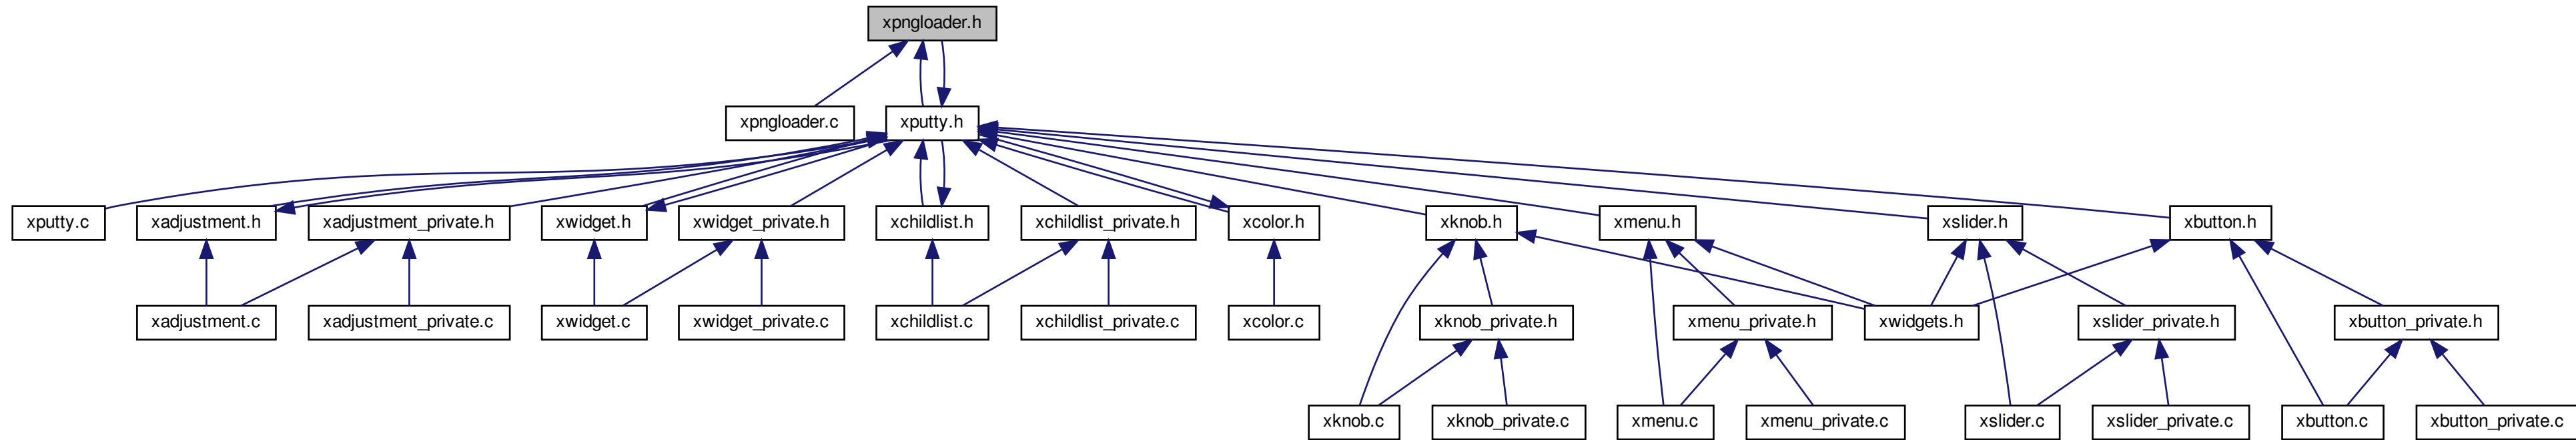 xpngloader.h
xpngloader.c
xputty.h
xputty.c
xadjustment.h
xadjustment_private.h
xwidget.h
xwidget_private.h
xchildlist.h
xchildlist_private.h
xcolor.h
xknob.h
xmenu.h
xslider.h
xbutton.h
xadjustment.c
xadjustment_private.c
xwidget.c
xwidget_private.c
xchildlist.c
xchildlist_private.c
xcolor.c
xknob_private.h
xmenu_private.h
xwidgets.h
xslider_private.h
xbutton_private.h
xknob.c
xknob_private.c
xmenu.c
xmenu_private.c
xslider.c
xslider_private.c
xbutton.c
xbutton_private.c